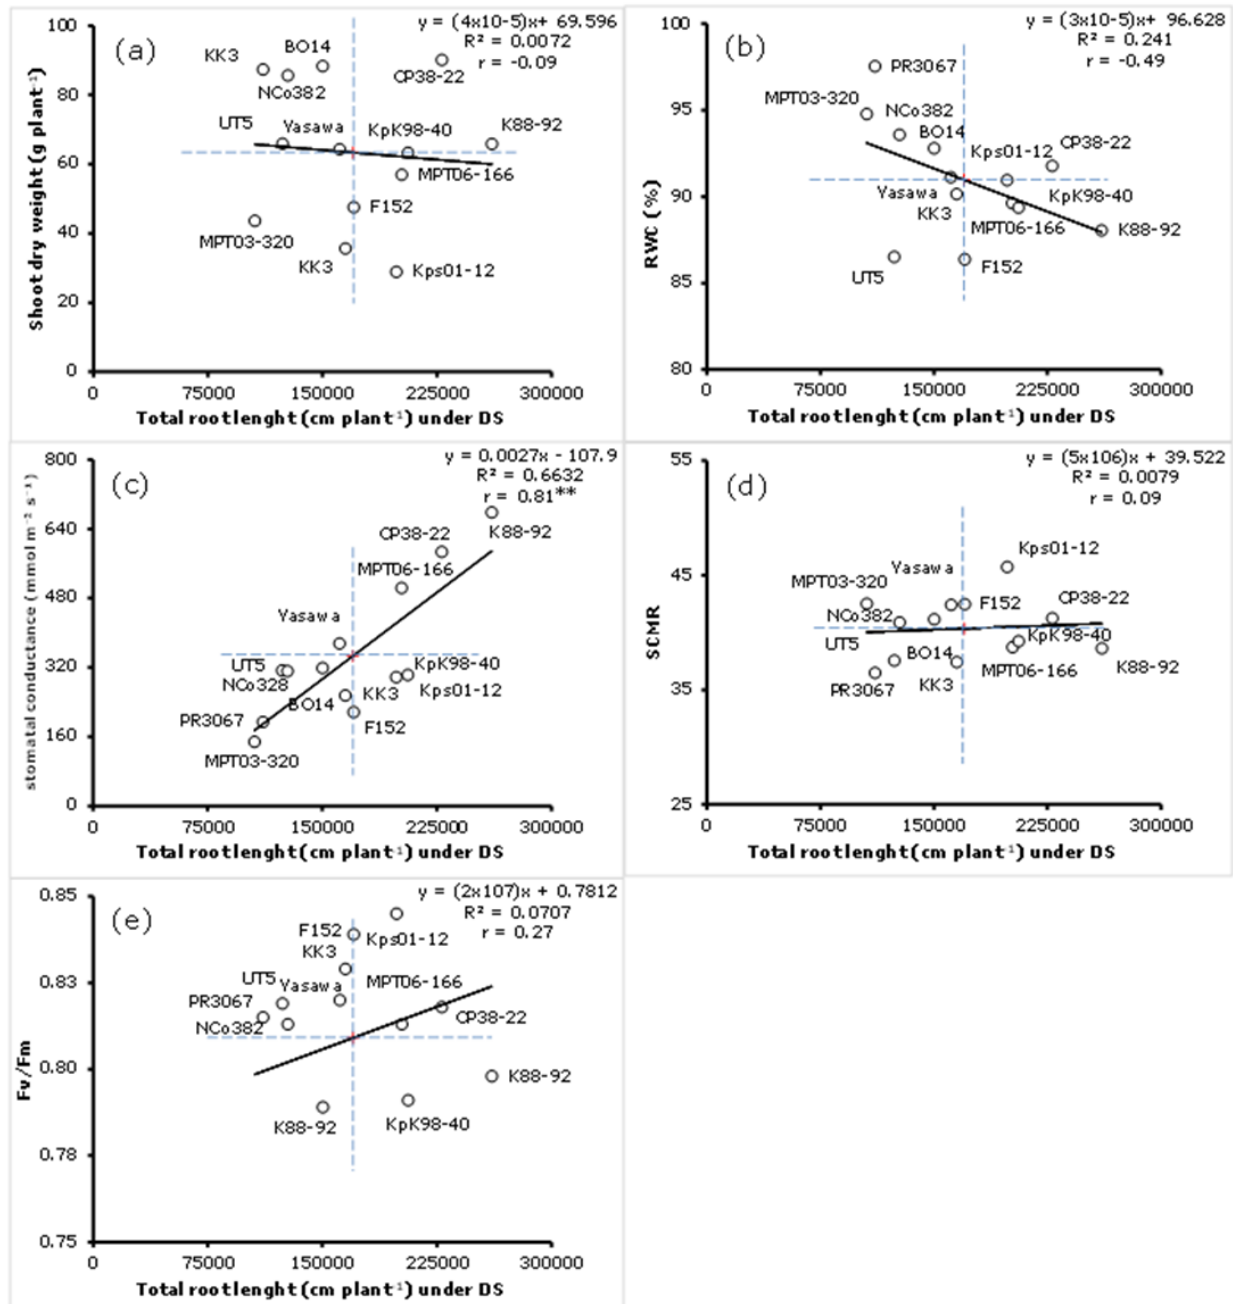 (a)
y = (4x10-5)x+ 69.596
R² = 0.0072
r = -0.09
Shoot dry weight (g plant⁻¹)
100
80
60
40
20
0
KK3
BO14
NCo382
CP38-22
UT5
Yasawa
KpK98-40
K88-92
MPT06-166
F152
MPT03-320
KK3
Kps01-12
0 75000 150000 225000 300000
Total root lenght (cm plant⁻¹) under DS
(b)
y = (3x10-5)x+ 96.628
R² = 0.241
r = -0.49
RWC (%)
100
95
90
85
80
PR3067
MPT03-320
NCo382
BO14
Kps01-12
CP38-22
Yasawa
KpK98-40
KK3
MPT06-166
K88-92
UT5
F152
0 75000 150000 225000 300000
Total root lenght (cm plant⁻¹) under DS
(c)
y = 0.0027x - 107.9
R² = 0.6632
r = 0.81**
stomatal conductance (mmol m⁻² s⁻¹)
800
640
480
320
160
0
CP38-22
K88-92
MPT06-166
Yasawa
UT5
KpK98-40
NCo328
BO14
KK3
Kps01-12
PR3067
F152
MPT03-320
0 75000 150000 225000 300000
Total root lenght (cm plant⁻¹) under DS
(d)
y = (5x106)x + 39.522
R² = 0.0079
r = 0.09
SCMR
55
45
35
25
Kps01-12
Yasawa
MPT03-320
F152
CP38-22
NCo382
UT5
BO14
KpK98-40
MPT06-166
K88-92
PR3067
KK3
0 75000 150000 225000 300000
Total root lenght (cm plant⁻¹) under DS
(e)
y = (2x107)x + 0.7812
R² = 0.0707
r = 0.27
Fv/Fm
0.85
0.83
0.80
0.78
0.75
F152
Kps01-12
KK3
UT5
Yasawa
MPT06-166
PR3067
NCo382
CP38-22
K88-92
K88-92
KpK98-40
0 75000 150000 225000 300000
Total root lenght (cm plant⁻¹) under DS